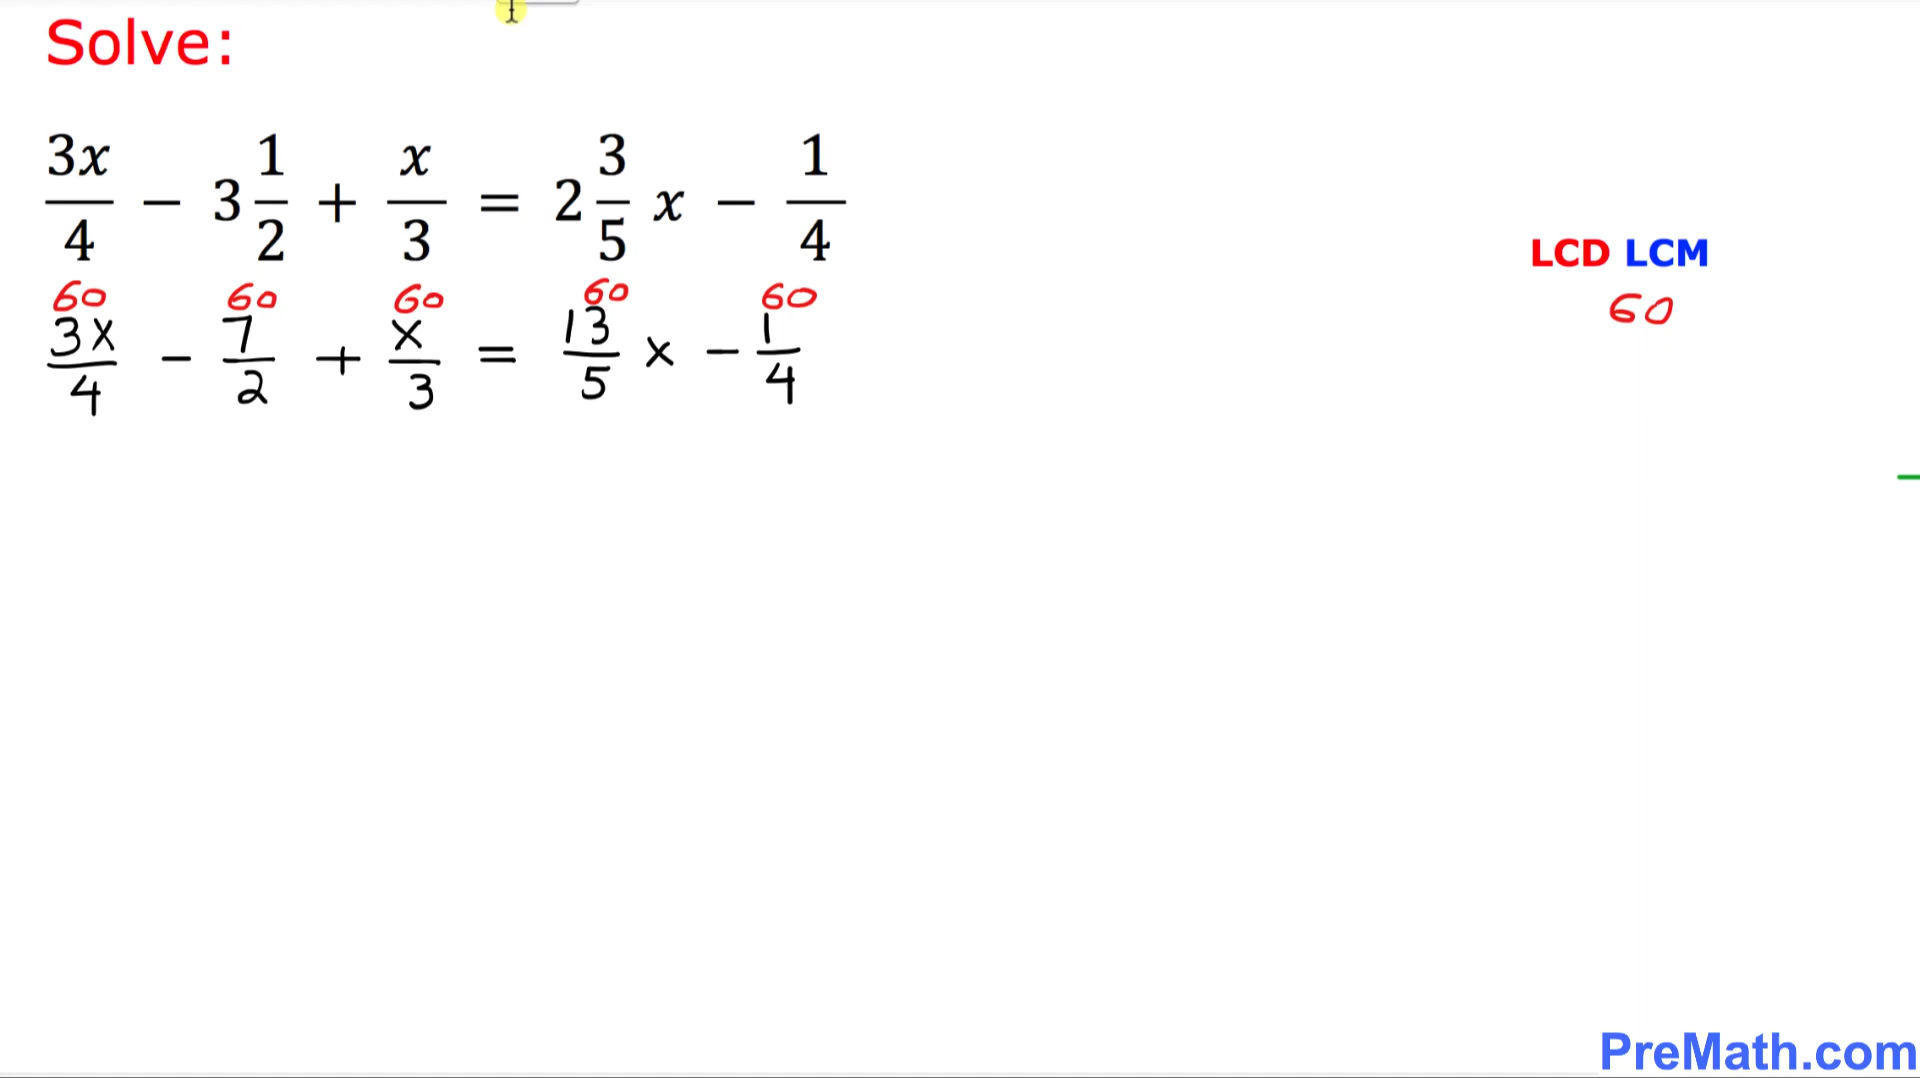 Solve:
3x/4 − 3 1/2 + x/3 = 2 3/5 x − 1/4
LCD LCM
60
60 60 60 60 60
3x/4 − 7/2 + x/3 = 13/5 x − 1/4
PreMath.com